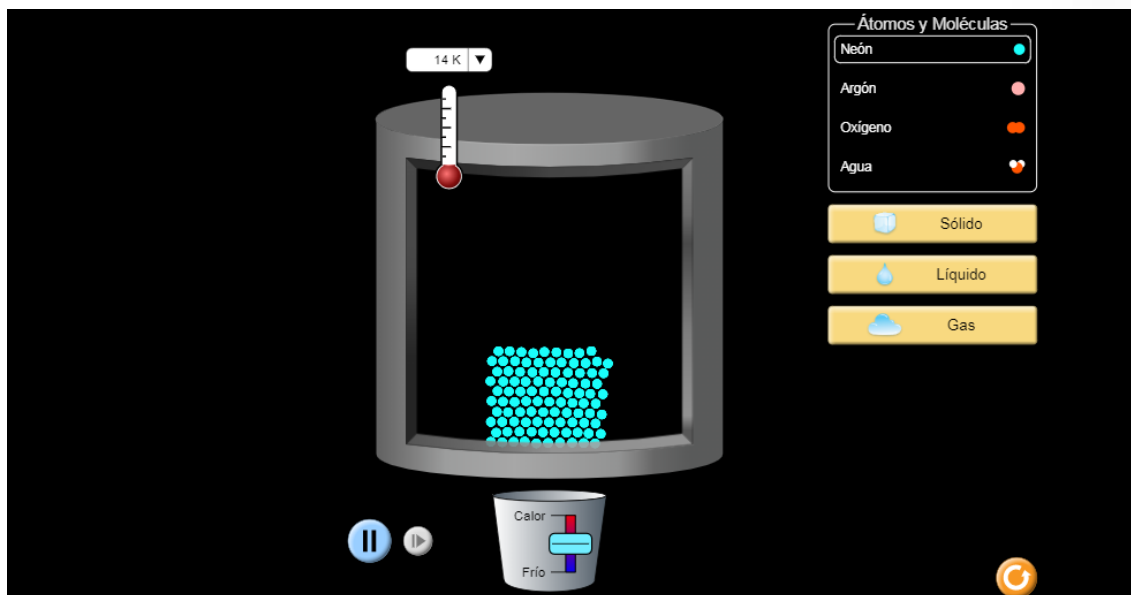 Átomos y Moléculas
14 K
Neón
Argón
Oxígeno
Agua
Sólido
Líquido
Gas
Calor
Frío